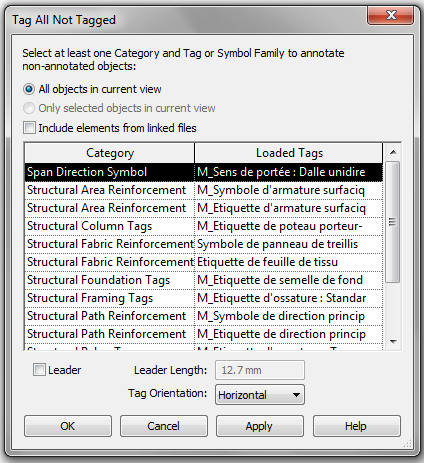 Tag All Not Tagged
Select at least one Category and Tag or Symbol Family to annotate
non-annotated objects:
All objects in current view
Only selected objects in current view
Include elements from linked files
Category Loaded Tags
Span Direction Symbol M_Sens de portée : Dalle unidire
Structural Area Reinforcement M_Symbole d'armature surfaciq
Structural Area Reinforcement M_Etiquette d'armature surfaciq
Structural Column Tags M_Etiquette de poteau porteur-
Structural Fabric Reinforcement Symbole de panneau de treillis
Structural Fabric Reinforcement Etiquette de feuille de tissu
Structural Foundation Tags M_Etiquette de semelle de fond
Structural Framing Tags M_Etiquette d'ossature : Standar
Structural Path Reinforcement M_Symbole de direction princip
Structural Path Reinforcement M_Etiquette de direction princip
Leader Leader Length: 12.7 mm
Tag Orientation: Horizontal
OK Cancel Apply Help